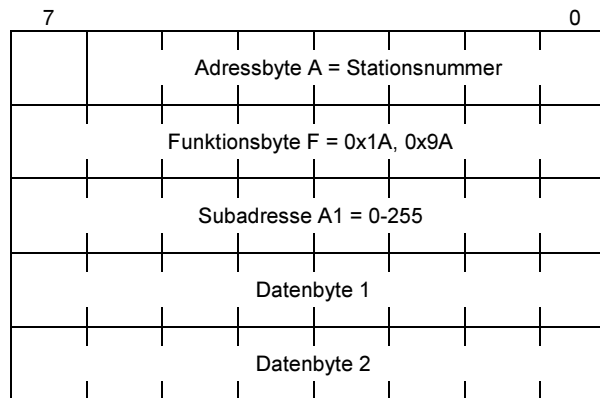 7 0
Adressbyte A = Stationsnummer
Funktionsbyte F = 0x1A, 0x9A
Subadresse A1 = 0-255
Datenbyte 1
Datenbyte 2